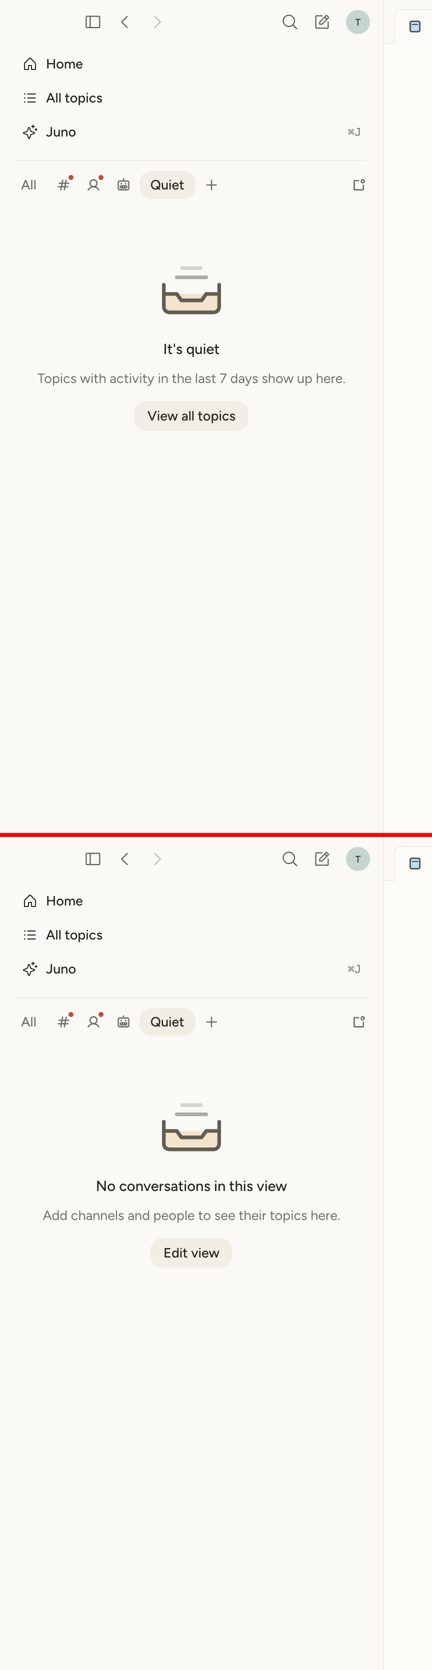 T
Home
All topics
Juno ⌘J
All Quiet
It's quiet
Topics with activity in the last 7 days show up here.
View all topics
T
Home
All topics
Juno ⌘J
All Quiet
No conversations in this view
Add channels and people to see their topics here.
Edit view